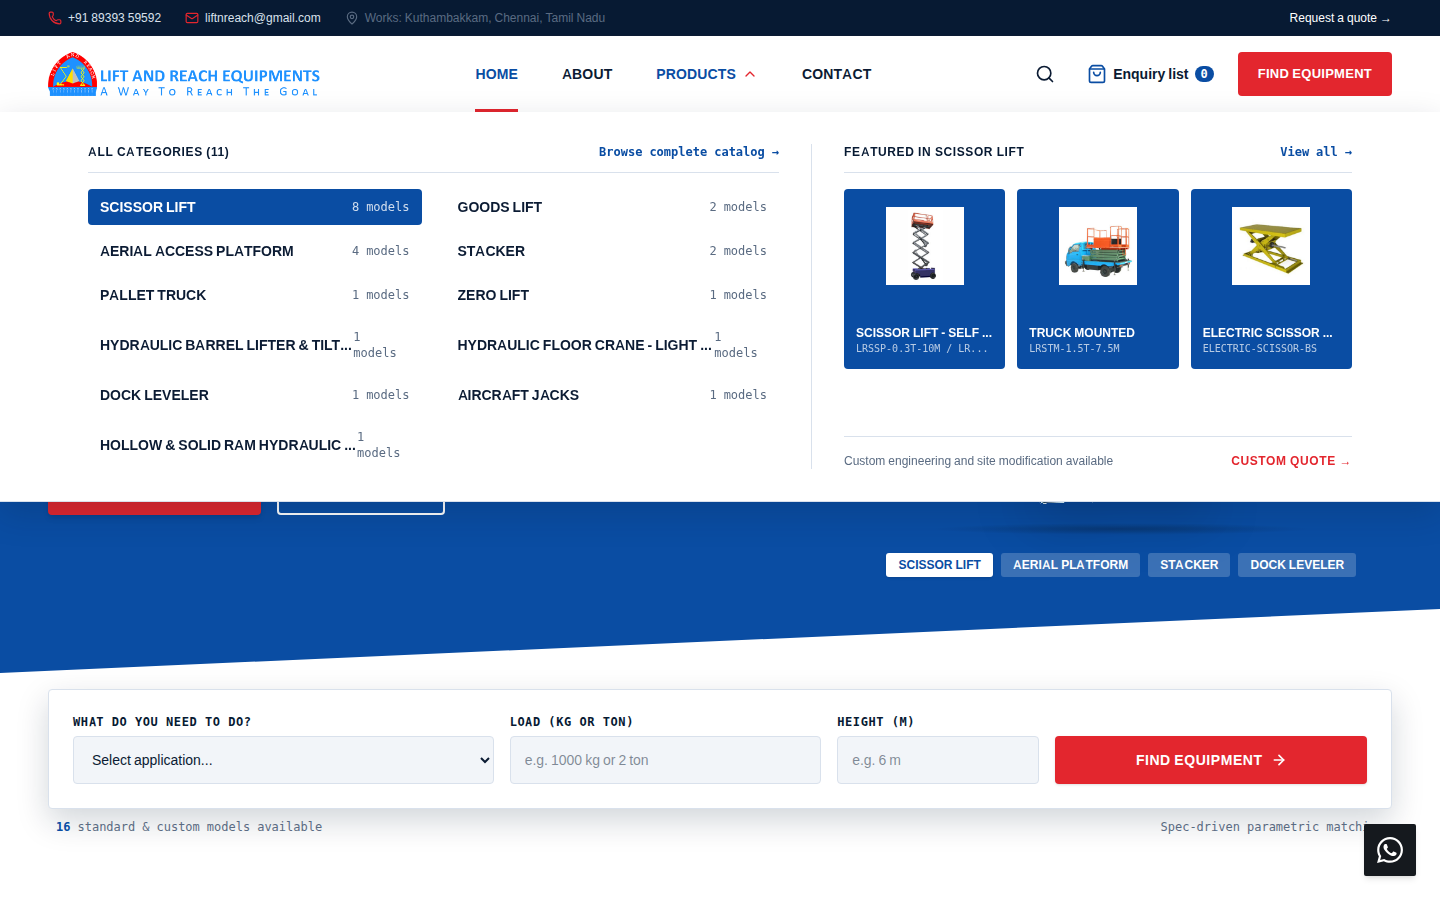 +91 89393 59592
liftnreach@gmail.com
Works: Kuthambakkam, Chennai, Tamil Nadu
Request a quote →
LIFT AND REACH EQUIPMENTS
A Way To Reach The Goal
HOME
ABOUT
PRODUCTS
CONTACT
Enquiry list 0
FIND EQUIPMENT
ALL CATEGORIES (11)
Browse complete catalog →
SCISSOR LIFT 8 models
GOODS LIFT 2 models
AERIAL ACCESS PLATFORM 4 models
STACKER 2 models
PALLET TRUCK 1 models
ZERO LIFT 1 models
HYDRAULIC BARREL LIFTER & TILT... 1 models
HYDRAULIC FLOOR CRANE - LIGHT ... 1 models
DOCK LEVELER 1 models
AIRCRAFT JACKS 1 models
HOLLOW & SOLID RAM HYDRAULIC ... 1 models
FEATURED IN SCISSOR LIFT
View all →
SCISSOR LIFT - SELF ...
LRSSP-0.3T-10M / LR...
TRUCK MOUNTED
LRSTM-1.5T-7.5M
ELECTRIC SCISSOR ...
ELECTRIC-SCISSOR-BS
Custom engineering and site modification available
CUSTOM QUOTE →
SCISSOR LIFT
AERIAL PLATFORM
STACKER
DOCK LEVELER
WHAT DO YOU NEED TO DO?
Select application...
LOAD (KG OR TON)
e.g. 1000 kg or 2 ton
HEIGHT (M)
e.g. 6 m
FIND EQUIPMENT →
16 standard & custom models available
Spec-driven parametric